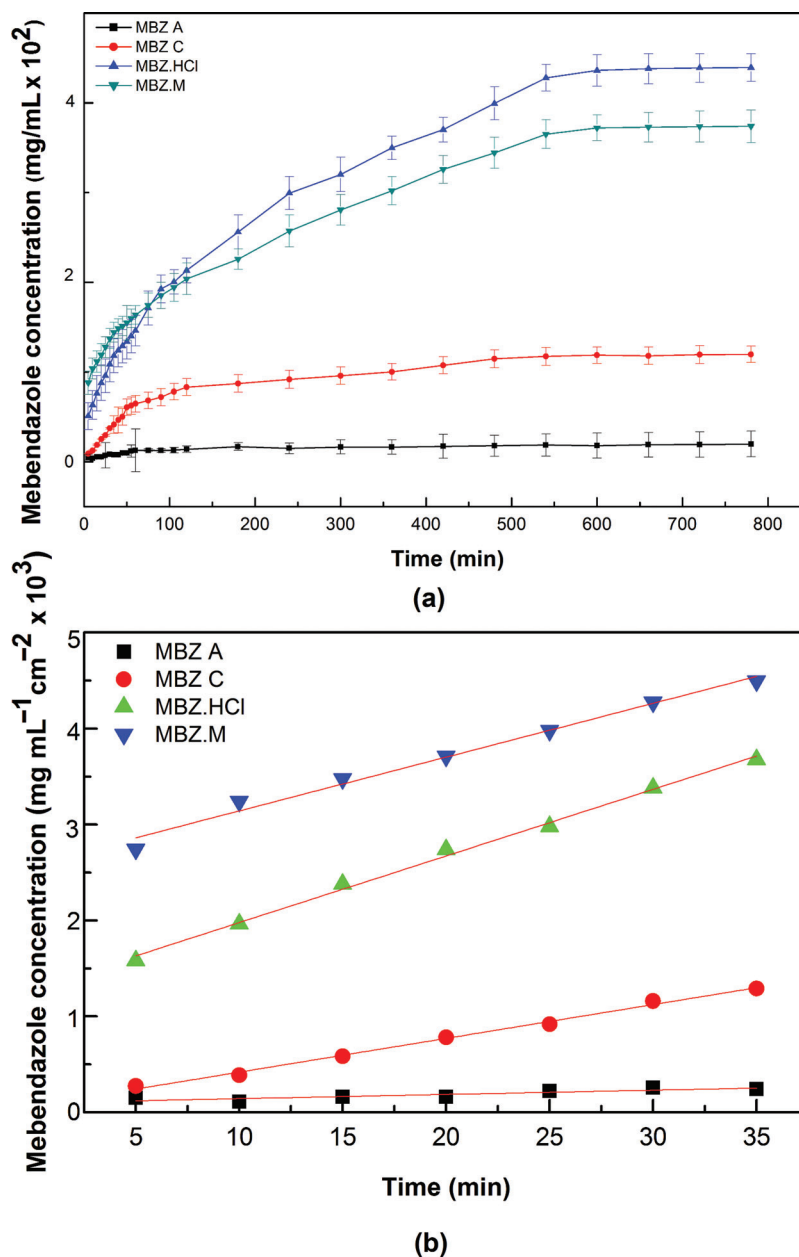 MBZ A
MBZ C
MBZ.HCl
MBZ.M
Mebendazole concentration (mg/mL x 10²)
4
2
0
0 100 200 300 400 500 600 700 800
Time (min)
(a)
MBZ A
MBZ C
MBZ.HCl
MBZ.M
Mebendazole concentration (mg mL⁻¹cm⁻² x 10³)
5
4
3
2
1
0
5 10 15 20 25 30 35
Time (min)
(b)